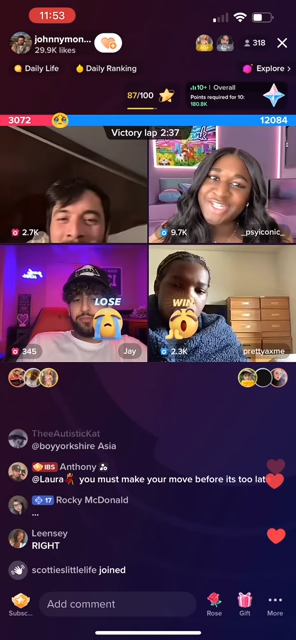 11:53
johnnymon...
29.9K likes
318
Daily Life
Daily Ranking
Explore >
87/100
10+ | Overall
Points required for 10:
180.8K
3072
12084
Victory lap 2:37
2.7K
9.7K
_psyiconic_
LOSE
WIN
345
Jay
2.3K
prettyaxme
TheeAutisticKat
@boyyorkshire Asia
IBS Anthony
@Laura you must make your move before its too lat
17 Rocky McDonald
...
Leensey
RIGHT
scottieslittlelife joined
Subsc...
Add comment
Rose
Gift
More